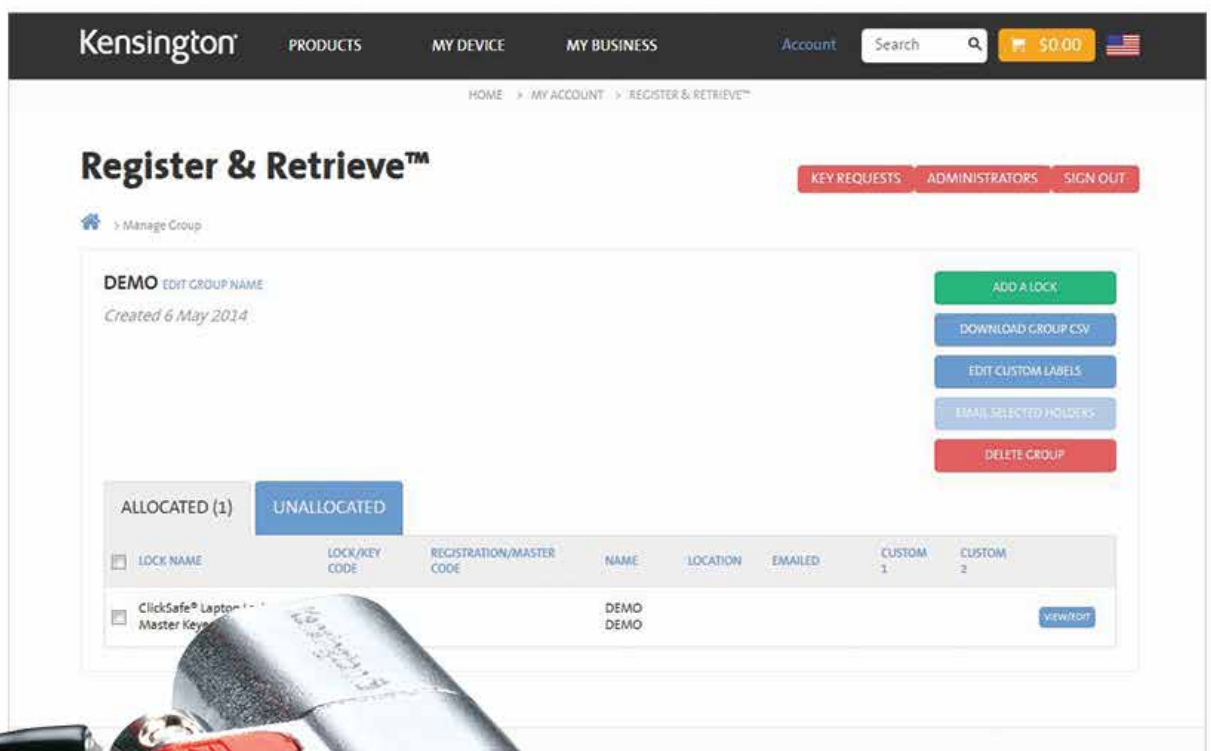 Kensington PRODUCTS MY DEVICE MY BUSINESS Account Search $0.00
HOME > MY ACCOUNT > REGISTER & RETRIEVE™
Register & Retrieve™
KEY REQUESTS ADMINISTRATORS SIGN OUT
> Manage Group
DEMO EDIT GROUP NAME
Created 6 May 2014
ADD A LOCK
DOWNLOAD GROUP CSV
EDIT CUSTOM LABELS
EMAIL SELECTED HOLDERS
DELETE GROUP
ALLOCATED (1) UNALLOCATED
LOCK NAME LOCK/KEY REGISTRATION/MASTER NAME LOCATION EMAILED CUSTOM CUSTOM
CODE CODE 1 2
ClickSafe® Laptop DEMO
Master DEMO
VIEW/EDIT
Kensington